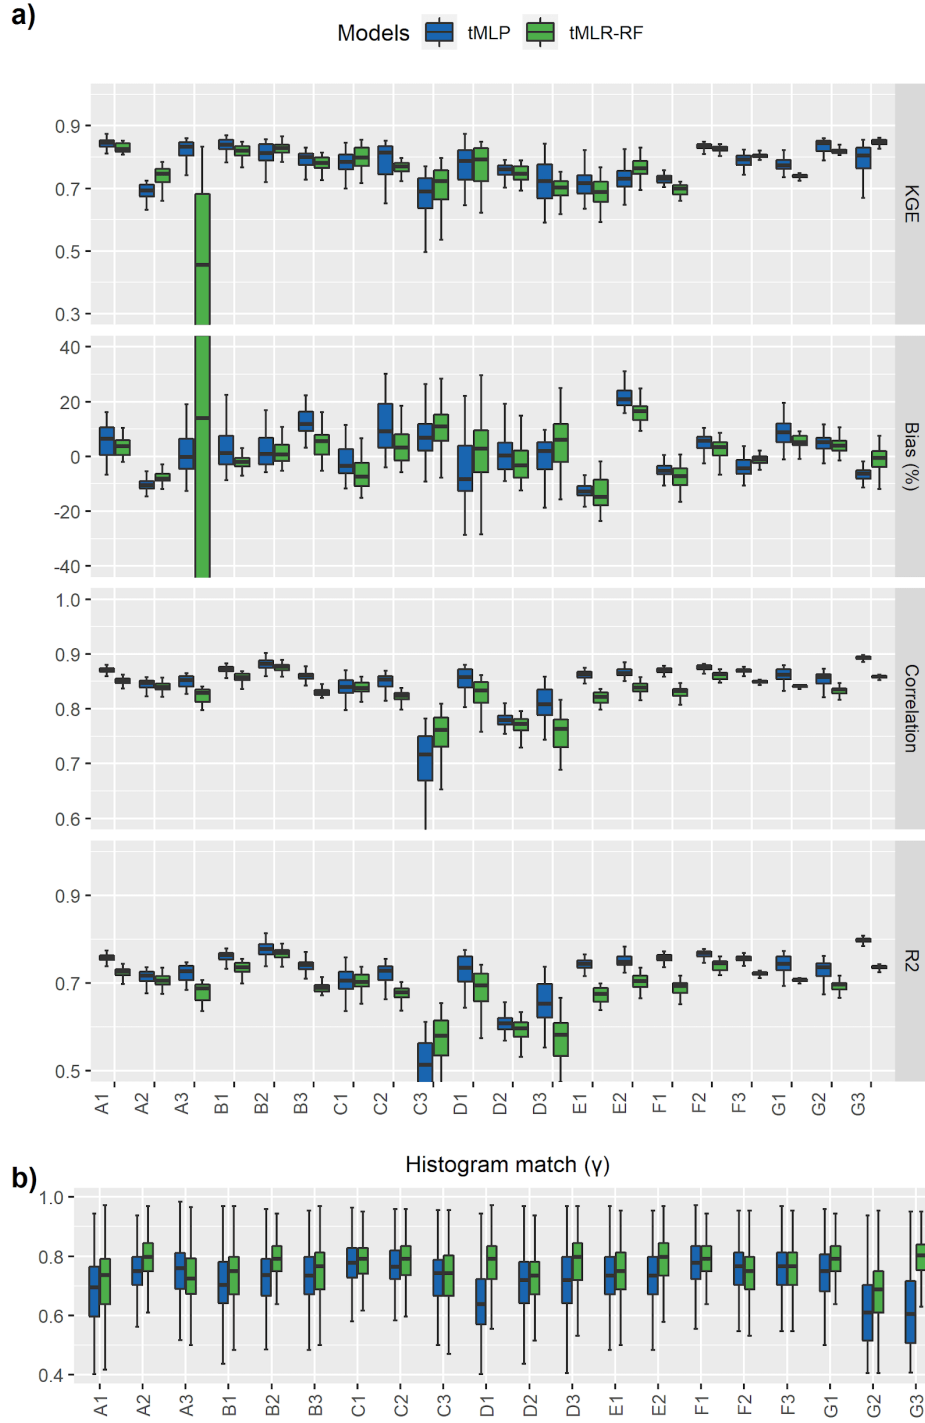 a)
Models tMLP tMLR-RF
0.9
0.7
0.5
0.3
KGE
40
20
0
-20
-40
Bias (%)
1.0
0.9
0.8
0.7
0.6
Correlation
0.9
0.7
0.5
R2
A1 A2 A3 B1 B2 B3 C1 C2 C3 D1 D2 D3 E1 E2 F1 F2 F3 G1 G2 G3
b)
Histogram match (γ)
1.0
0.8
0.6
0.4
A1 A2 A3 B1 B2 B3 C1 C2 C3 D1 D2 D3 E1 E2 F1 F2 F3 G1 G2 G3